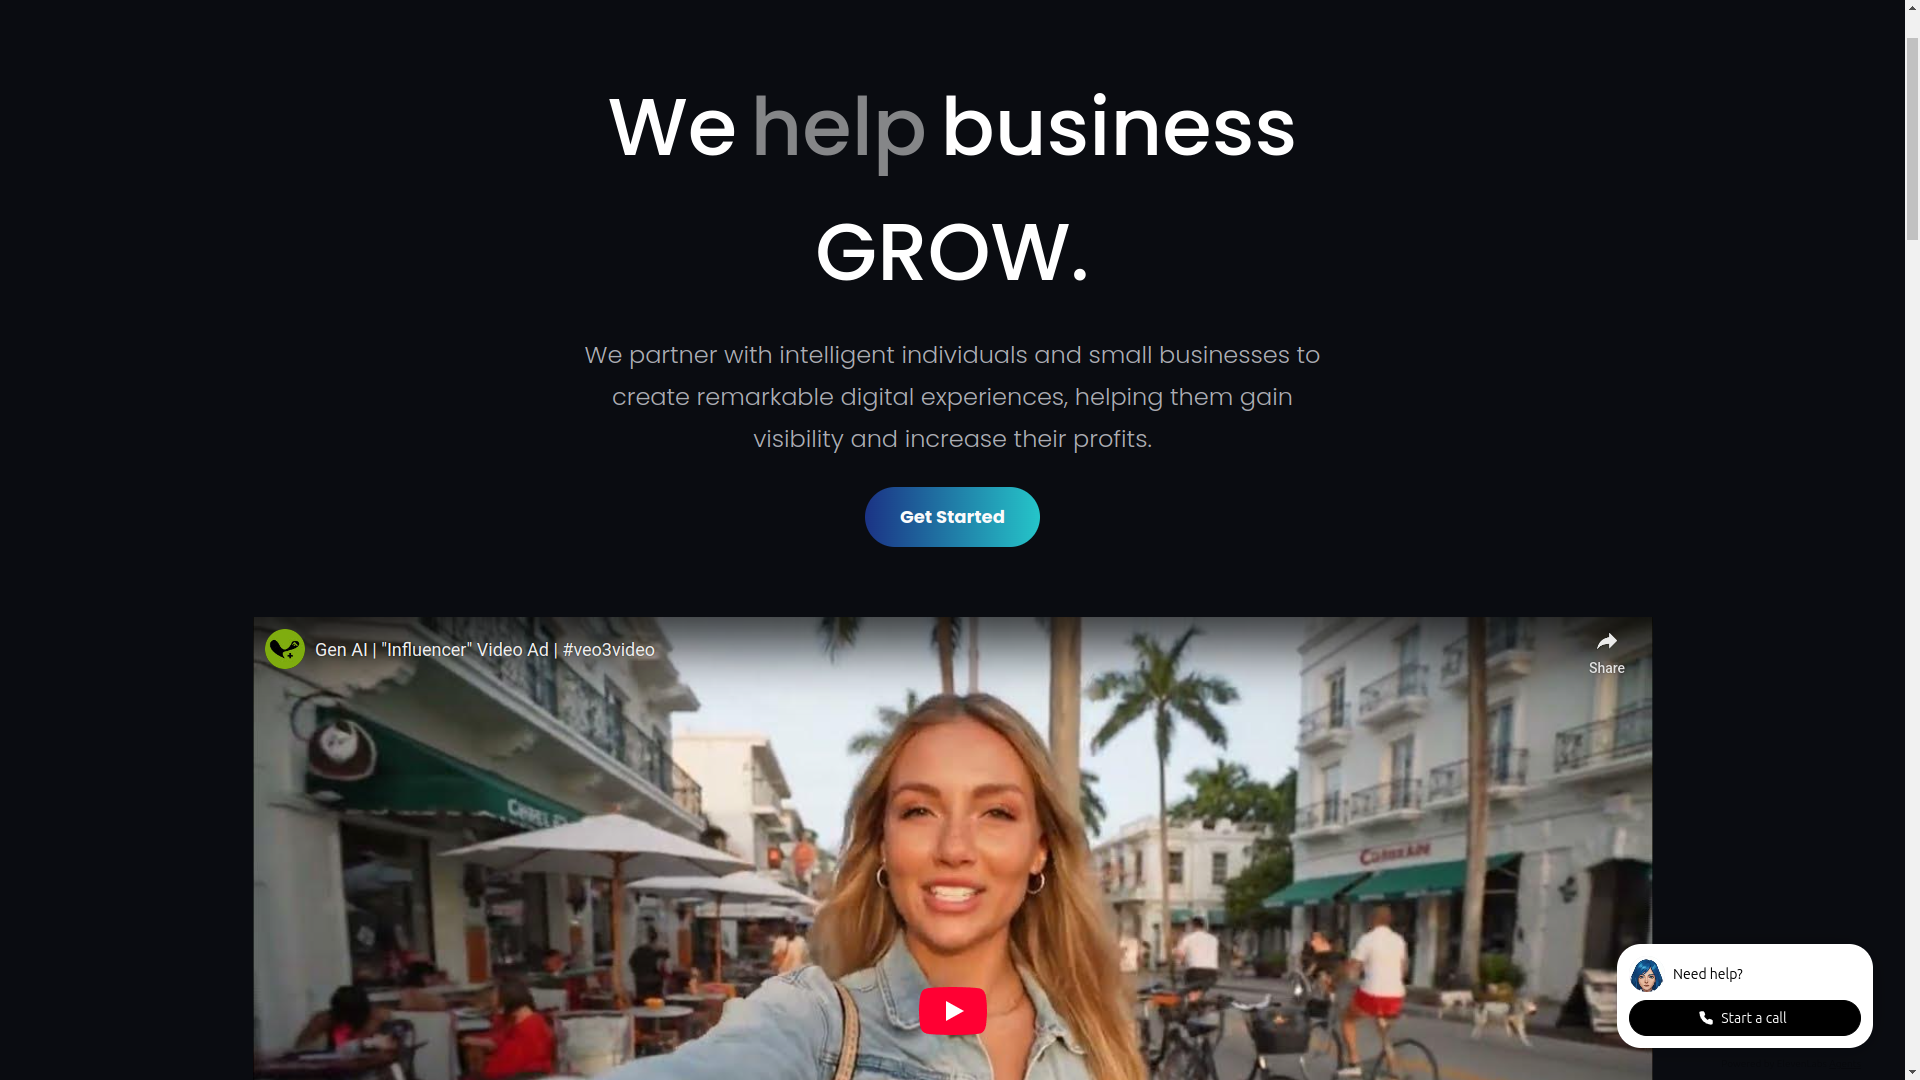 We help business
GROW.
We partner with intelligent individuals and small businesses to
create remarkable digital experiences, helping them gain
visibility and increase their profits.
Get Started
Gen AI | "Influencer" Video Ad | #veo3video
Share
Need help?
Start a call